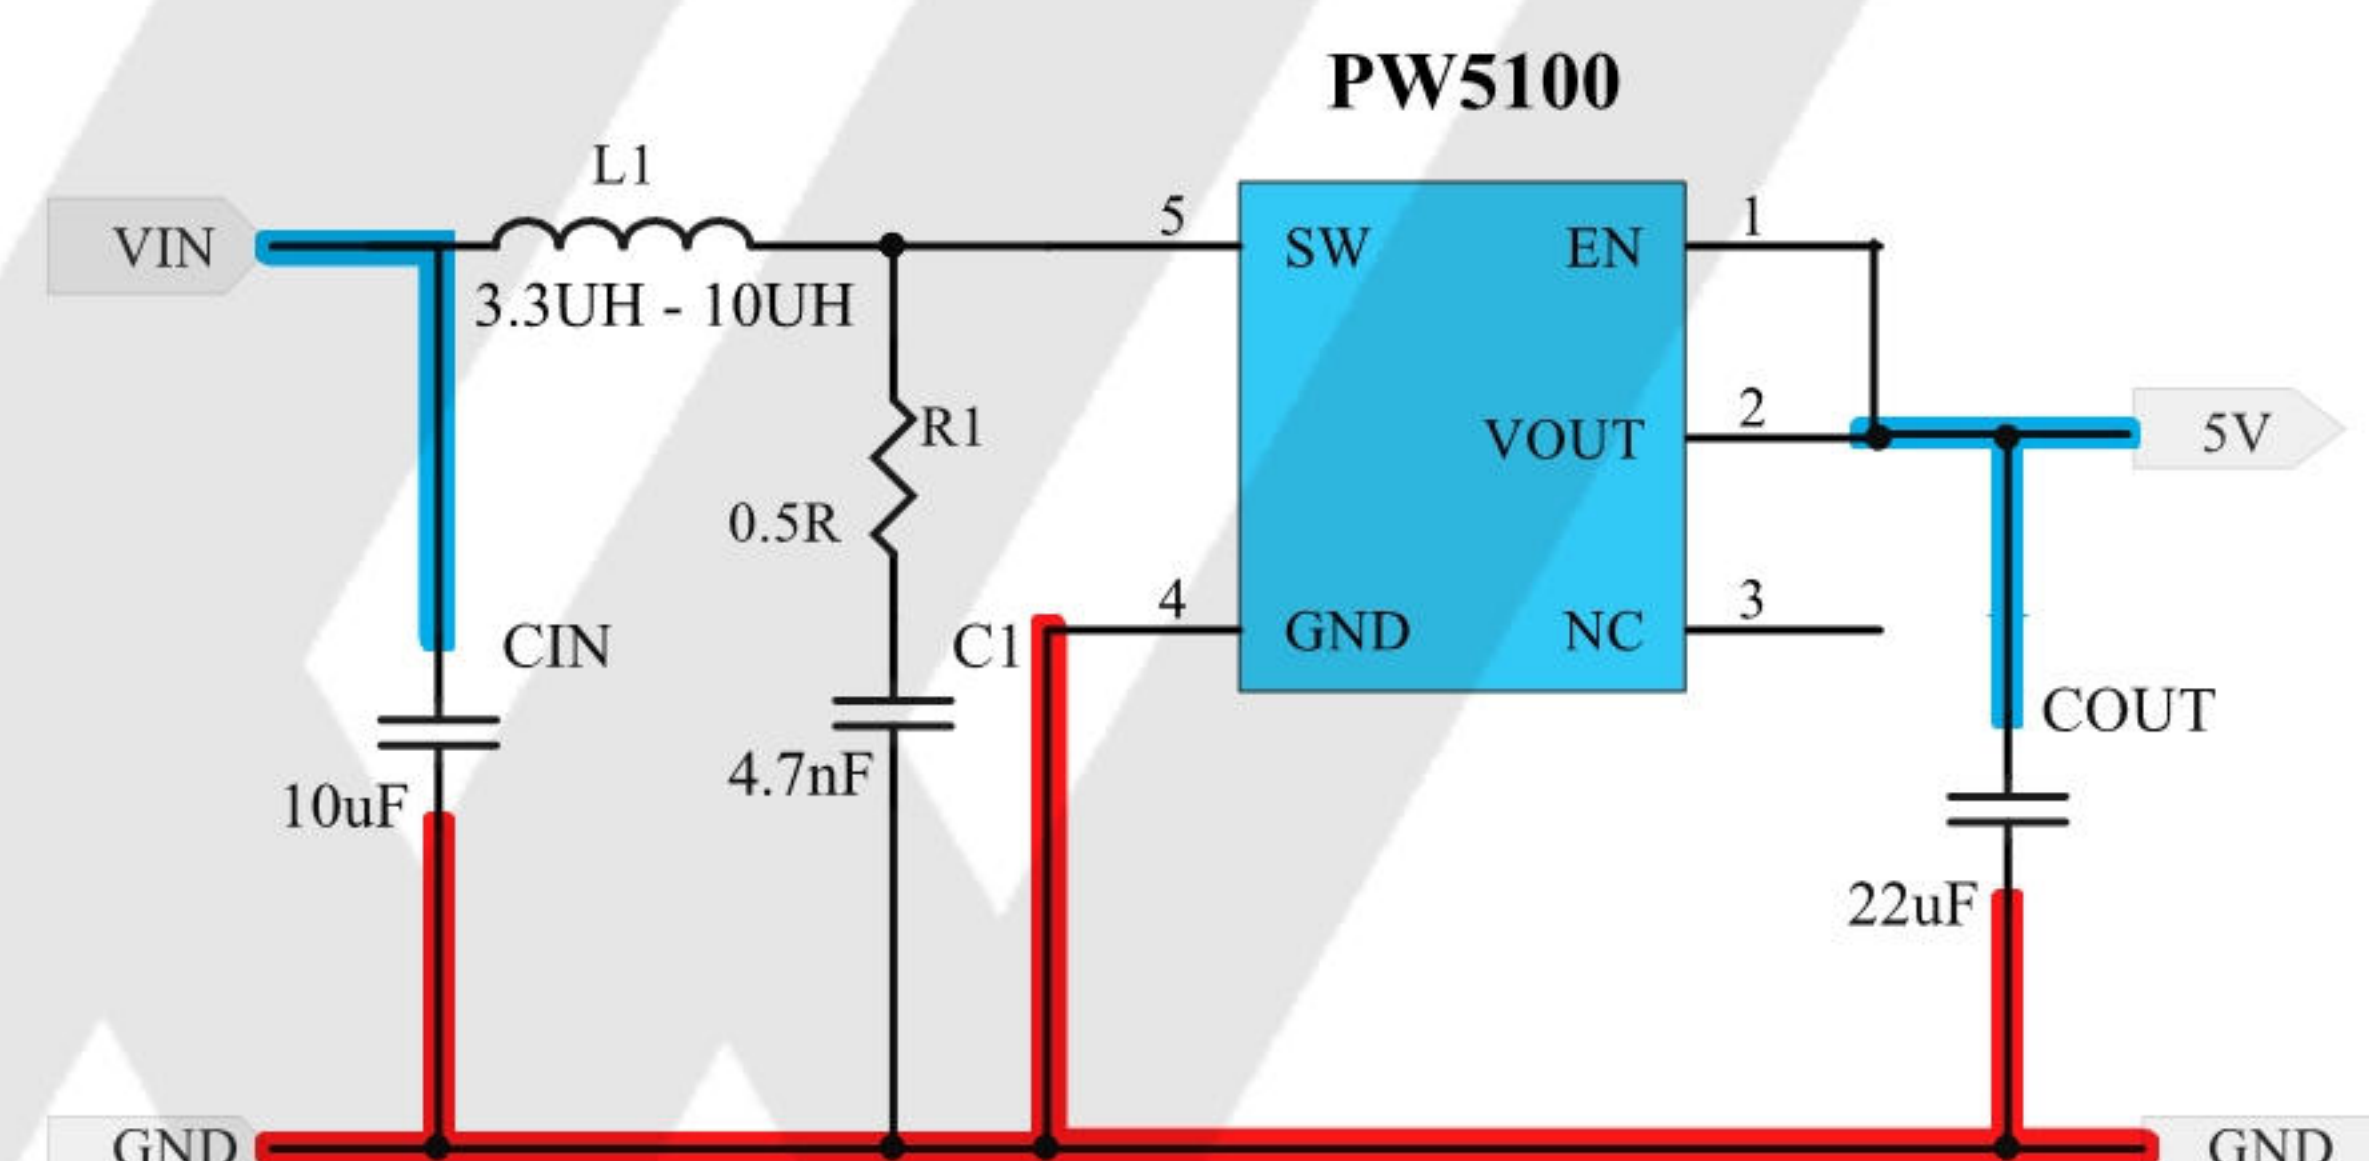 PW5100
L1
VIN
3.3UH - 10UH
5
SW
EN
1
R1
0.5R
VOUT
2
5V
CIN
10uF
C1
4.7nF
4
GND
NC
3
COUT
22uF
GND
GND